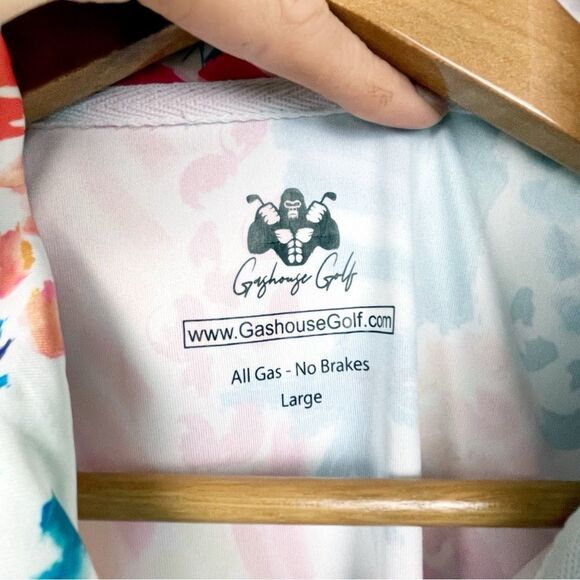 Gashouse Golf
www.GashouseGolf.com
All Gas - No Brakes
Large